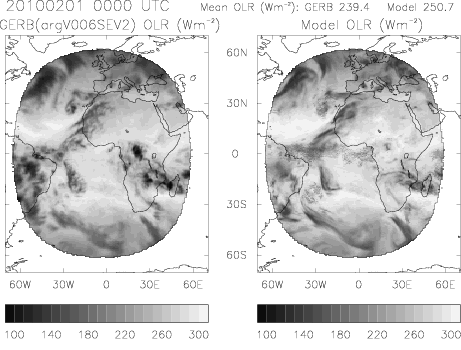 20100201 0000 UTC Mean OLR (Wm⁻²): GERB 239.4 Model 250.7
GERB(argV006SEV2) OLR (Wm⁻²) Model OLR (Wm⁻²)
60N
30N
0
30S
60S
60W 30W 0 30E 60E 60W 30W 0 30E 60E
100 140 180 220 260 300 100 140 180 220 260 300